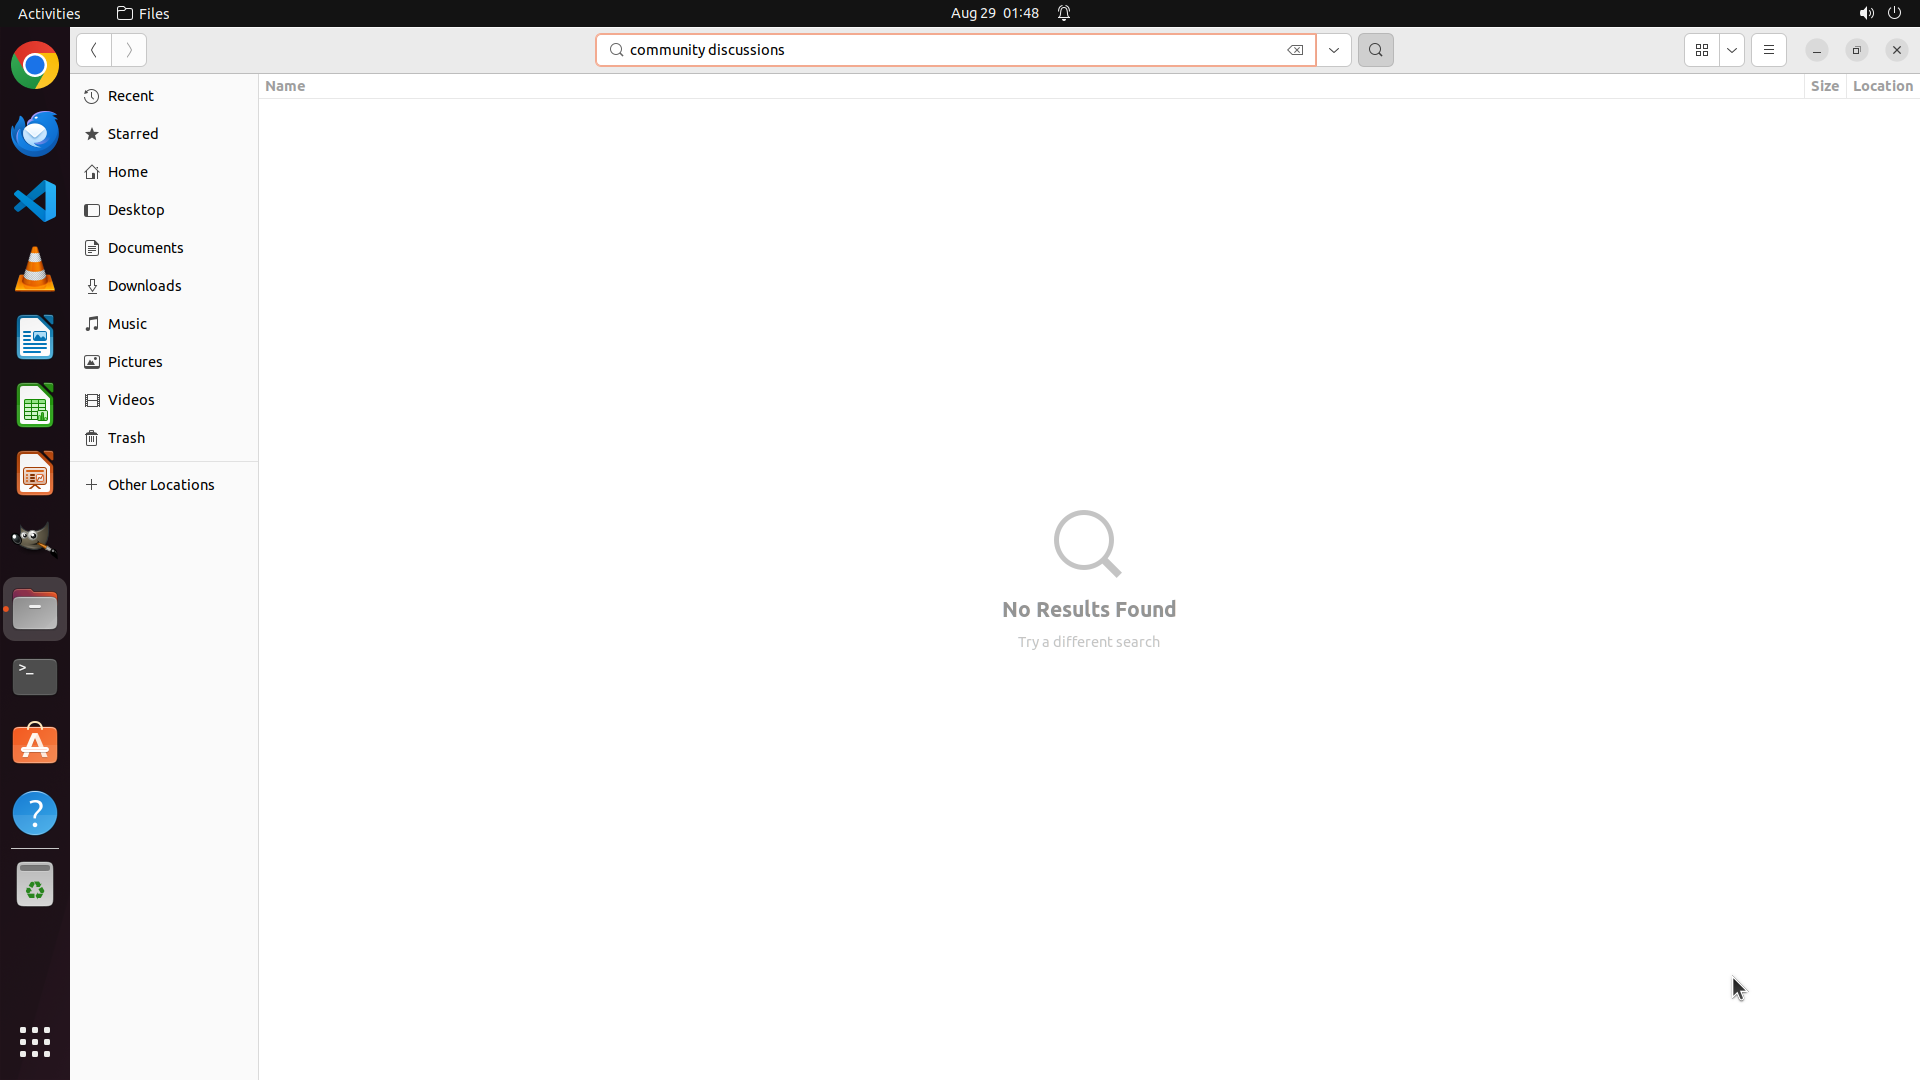 Activities
Files
Aug 29 01:48
community discussions
Name
Size
Location
Recent
Starred
Home
Desktop
Documents
Downloads
Music
Pictures
Videos
Trash
Other Locations
No Results Found
Try a different search